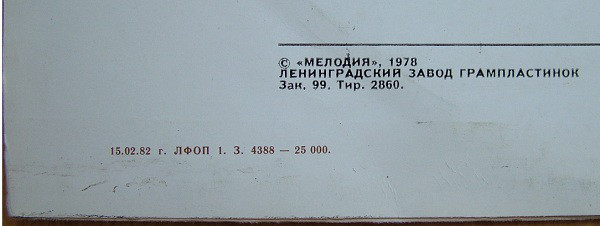 © «МЕЛОДИЯ», 1978
ЛЕНИНГРАДСКИЙ ЗАВОД ГРАМПЛАСТИНОК
Зак. 99. Тир. 2860.
15.02.82 г. ЛФОП 1. З. 4388 — 25 000.